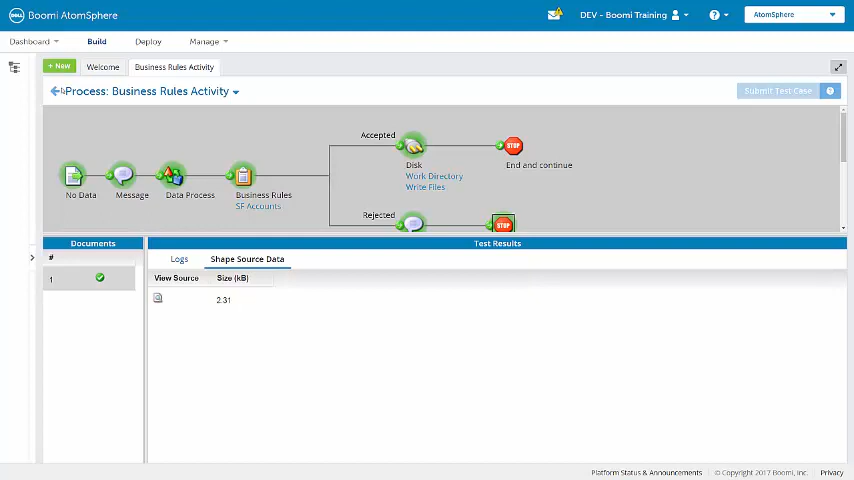 DELL Boomi AtomSphere
DEV - Boomi Training
?
AtomSphere
Dashboard
Build
Deploy
Manage
+ New
Welcome
Business Rules Activity
Process: Business Rules Activity
Submit Test Case
?
Accepted
STOP
Disk
End and continue
Work Directory
Write Files
No Data
Message
Data Process
Business Rules
SF Accounts
Rejected
STOP
Documents
Test Results
#
Logs
Shape Source Data
View Source
Size (kB)
1
2.31
Platform Status & Announcements
© Copyright 2017 Boomi, Inc.
Privacy